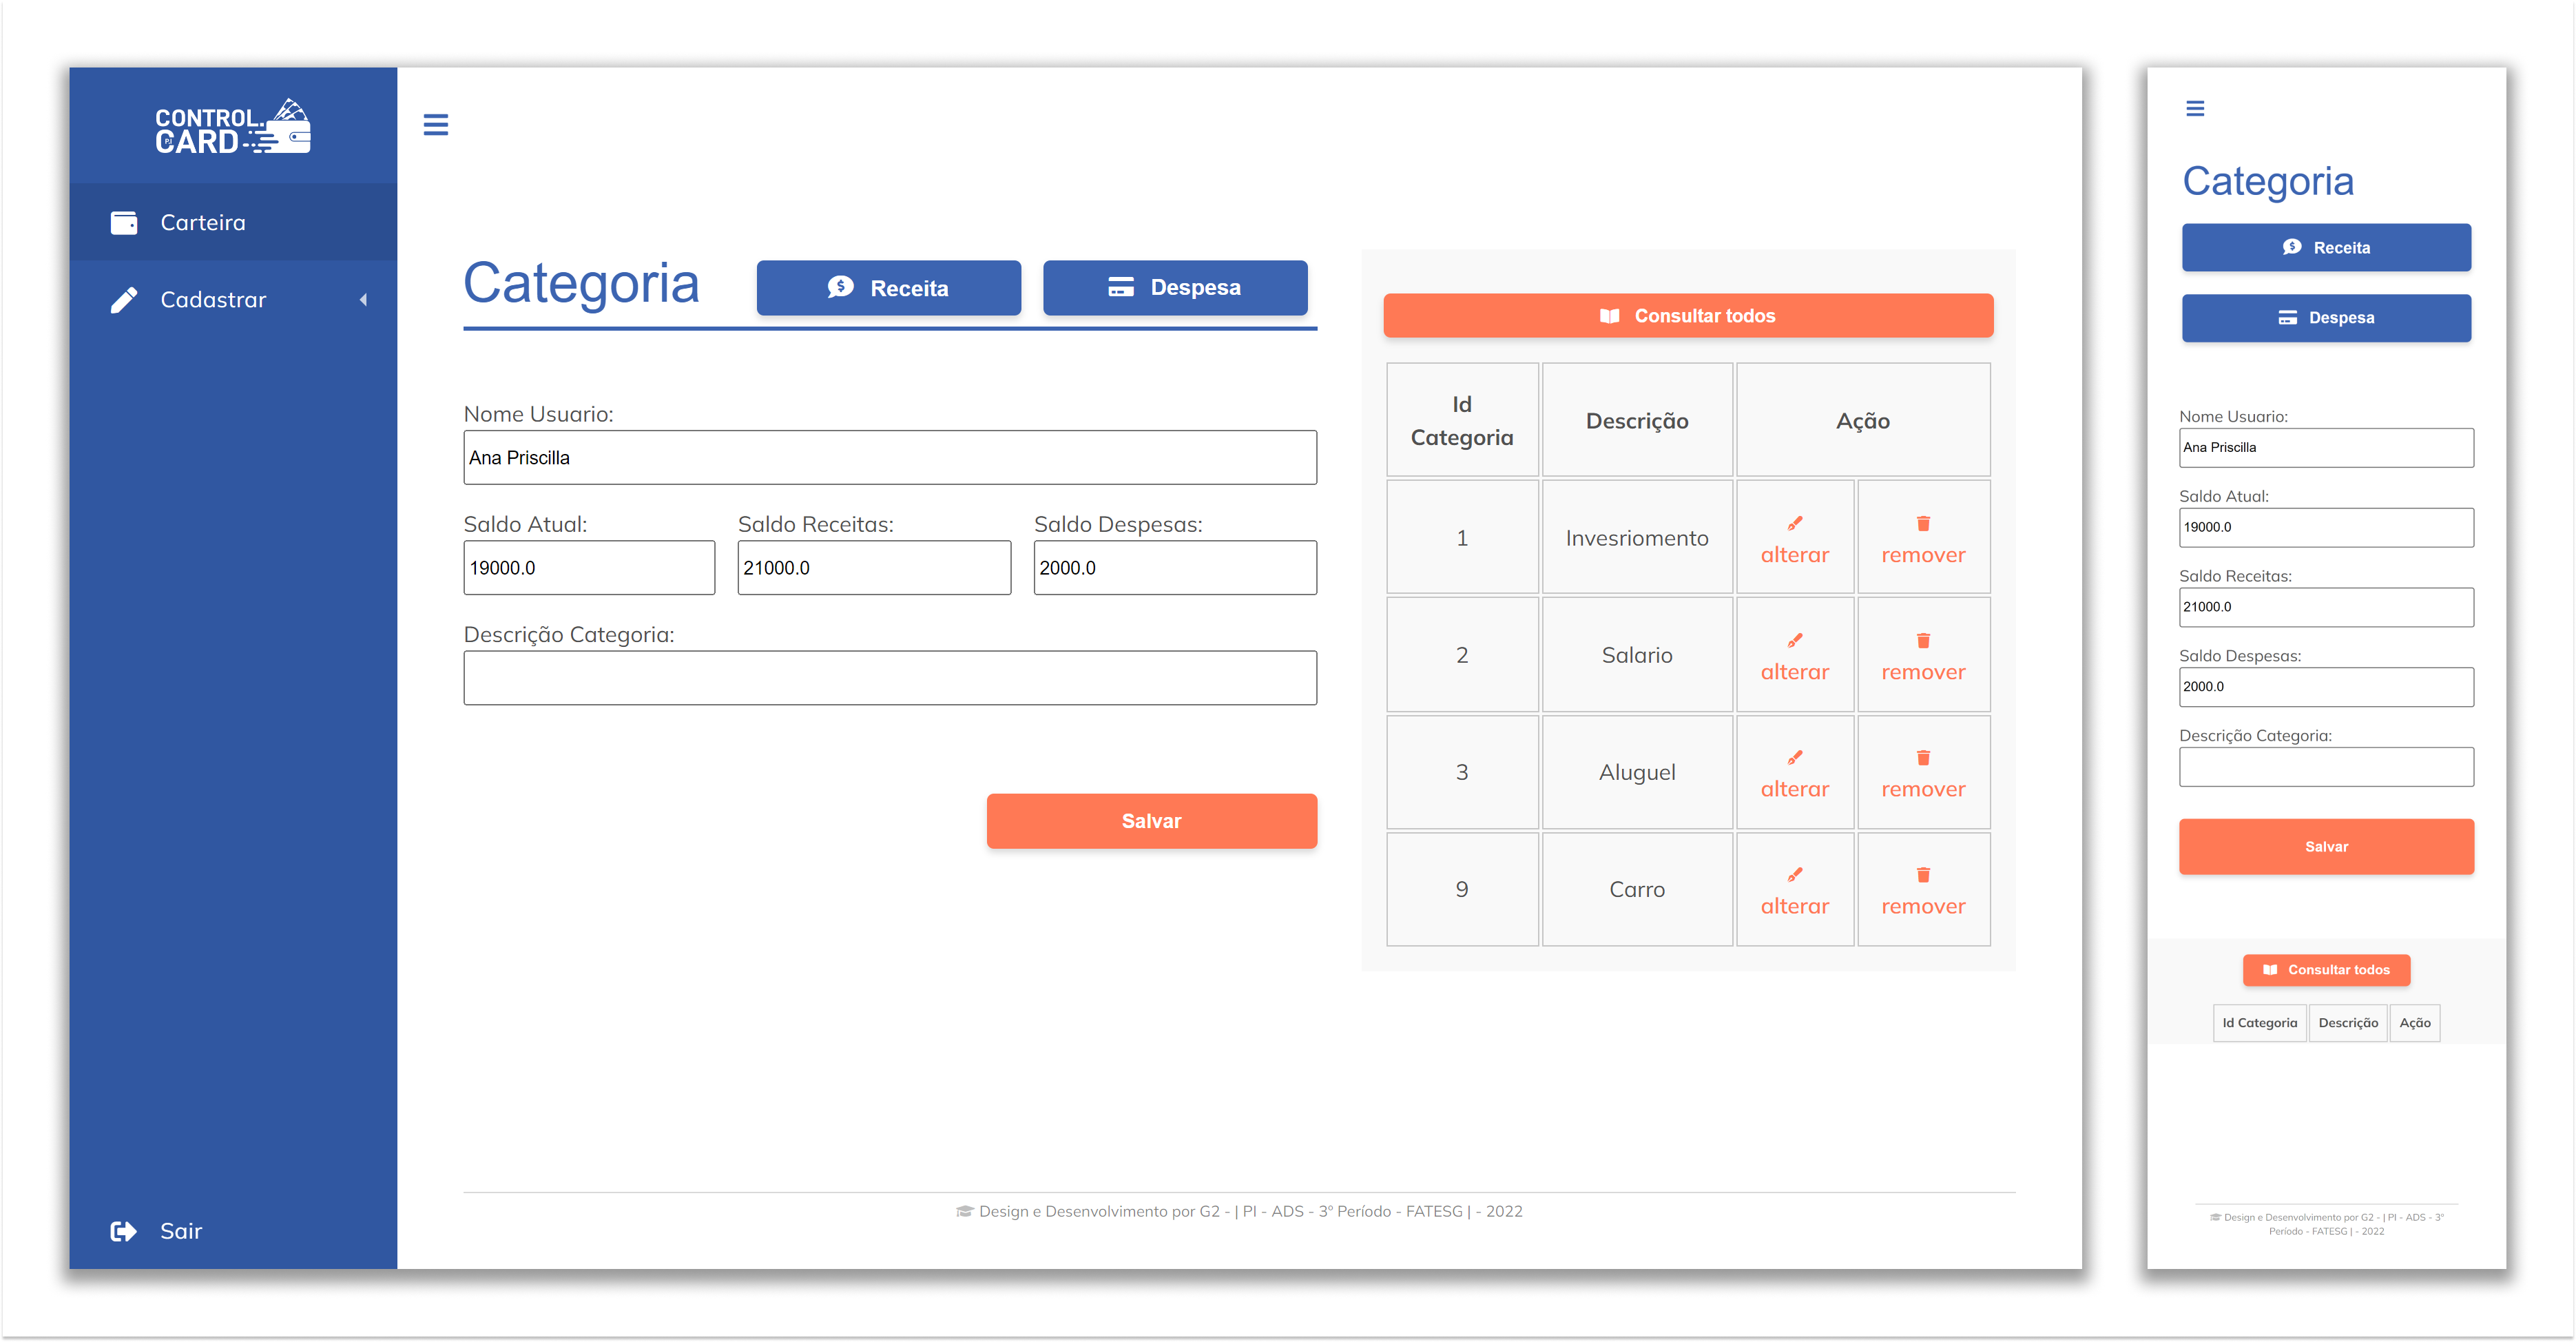 CONTROL.
CARD
PJ
Carteira
Cadastrar
Sair
Categoria
Receita
Despesa
Nome Usuario:
Ana Priscilla
Saldo Atual: Saldo Receitas: Saldo Despesas:
19000.0 21000.0 2000.0
Descrição Categoria:
Salvar
Consultar todos
Id Categoria Descrição Ação
1 Invesriomento alterar remover
2 Salario alterar remover
3 Aluguel alterar remover
9 Carro alterar remover
Design e Desenvolvimento por G2 - | PI - ADS - 3º Período - FATESG | - 2022
Categoria
Receita
Despesa
Nome Usuario:
Ana Priscilla
Saldo Atual:
19000.0
Saldo Receitas:
21000.0
Saldo Despesas:
2000.0
Descrição Categoria:
Salvar
Consultar todos
Id Categoria Descrição Ação
Design e Desenvolvimento por G2 - | PI - ADS - 3º
Período - FATESG | - 2022